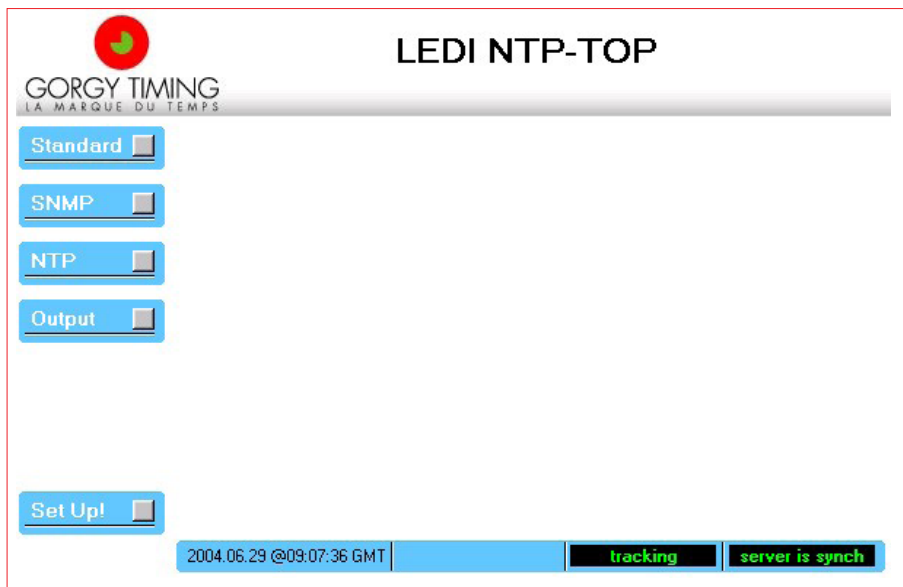 LEDI NTP-TOP
GORGY TIMING
LA MARQUE DU TEMPS
Standard
SNMP
NTP
Output
Set Up!
2004.06.29 @09:07:36 GMT
tracking
server is synch